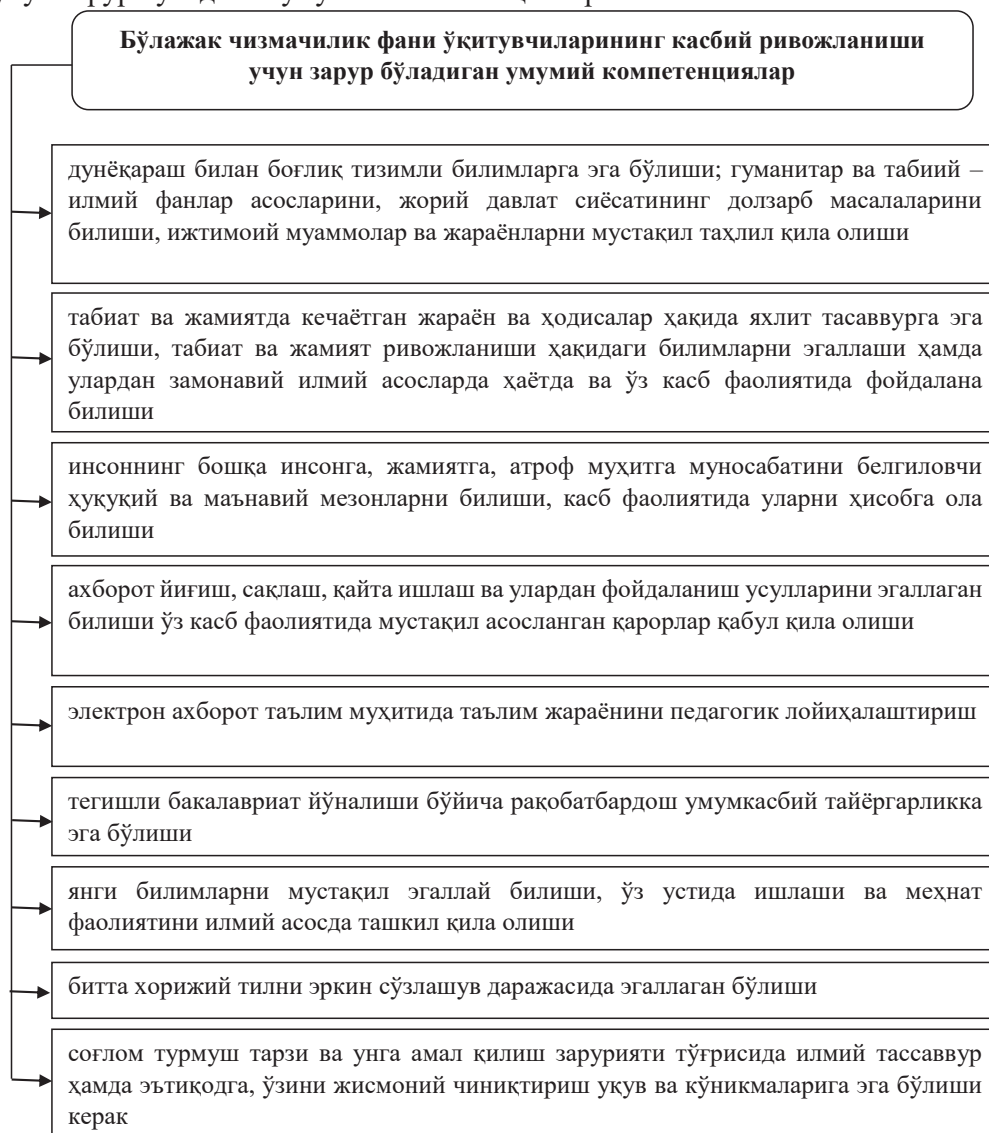 Бўлажак чизмачилик фани ўқитувчиларининг касбий ривожланиши
учун зарур бўладиган умумий компетенциялар
дунёқараш билан боғлиқ тизимли билимларга эга бўлиши; гуманитар ва табиий –
илмий фанлар асосларини, жорий давлат сиёсатининг долзарб масалаларини
билиши, ижтимоий муаммолар ва жараёнларни мустақил таҳлил қила олиши
табиат ва жамиятда кечаётган жараён ва ҳодисалар ҳақида яхлит тасаввурга эга
бўлиши, табиат ва жамият ривожланиши ҳақидаги билимларни эгаллаши ҳамда
улардан замонавий илмий асосларда ҳаётда ва ўз касб фаолиятида фойдалана
билиши
инсоннинг бошқа инсонга, жамиятга, атроф муҳитга муносабатини белгиловчи
ҳуқуқий ва маънавий мезонларни билиши, касб фаолиятида уларни ҳисобга ола
билиши
ахборот йиғиш, сақлаш, қайта ишлаш ва улардан фойдаланиш усулларини эгаллаган
билиши ўз касб фаолиятида мустақил асосланган қарорлар қабул қила олиши
электрон ахборот таълим муҳитида таълим жараёнини педагогик лойиҳалаштириш
тегишли бакалавриат йўналиши бўйича рақобатбардош умумкасбий тайёргарликка
эга бўлиши
янги билимларни мустақил эгаллай билиши, ўз устида ишлаши ва меҳнат
фаолиятини илмий асосда ташкил қила олиши
битта хорижий тилни эркин сўзлашув даражасида эгаллаган бўлиши
соғлом турмуш тарзи ва унга амал қилиш зарурияти тўғрисида илмий тассаввур
ҳамда эътиқодга, ўзини жисмоний чиниқтириш уқув ва кўникмаларига эга бўлиши
керак